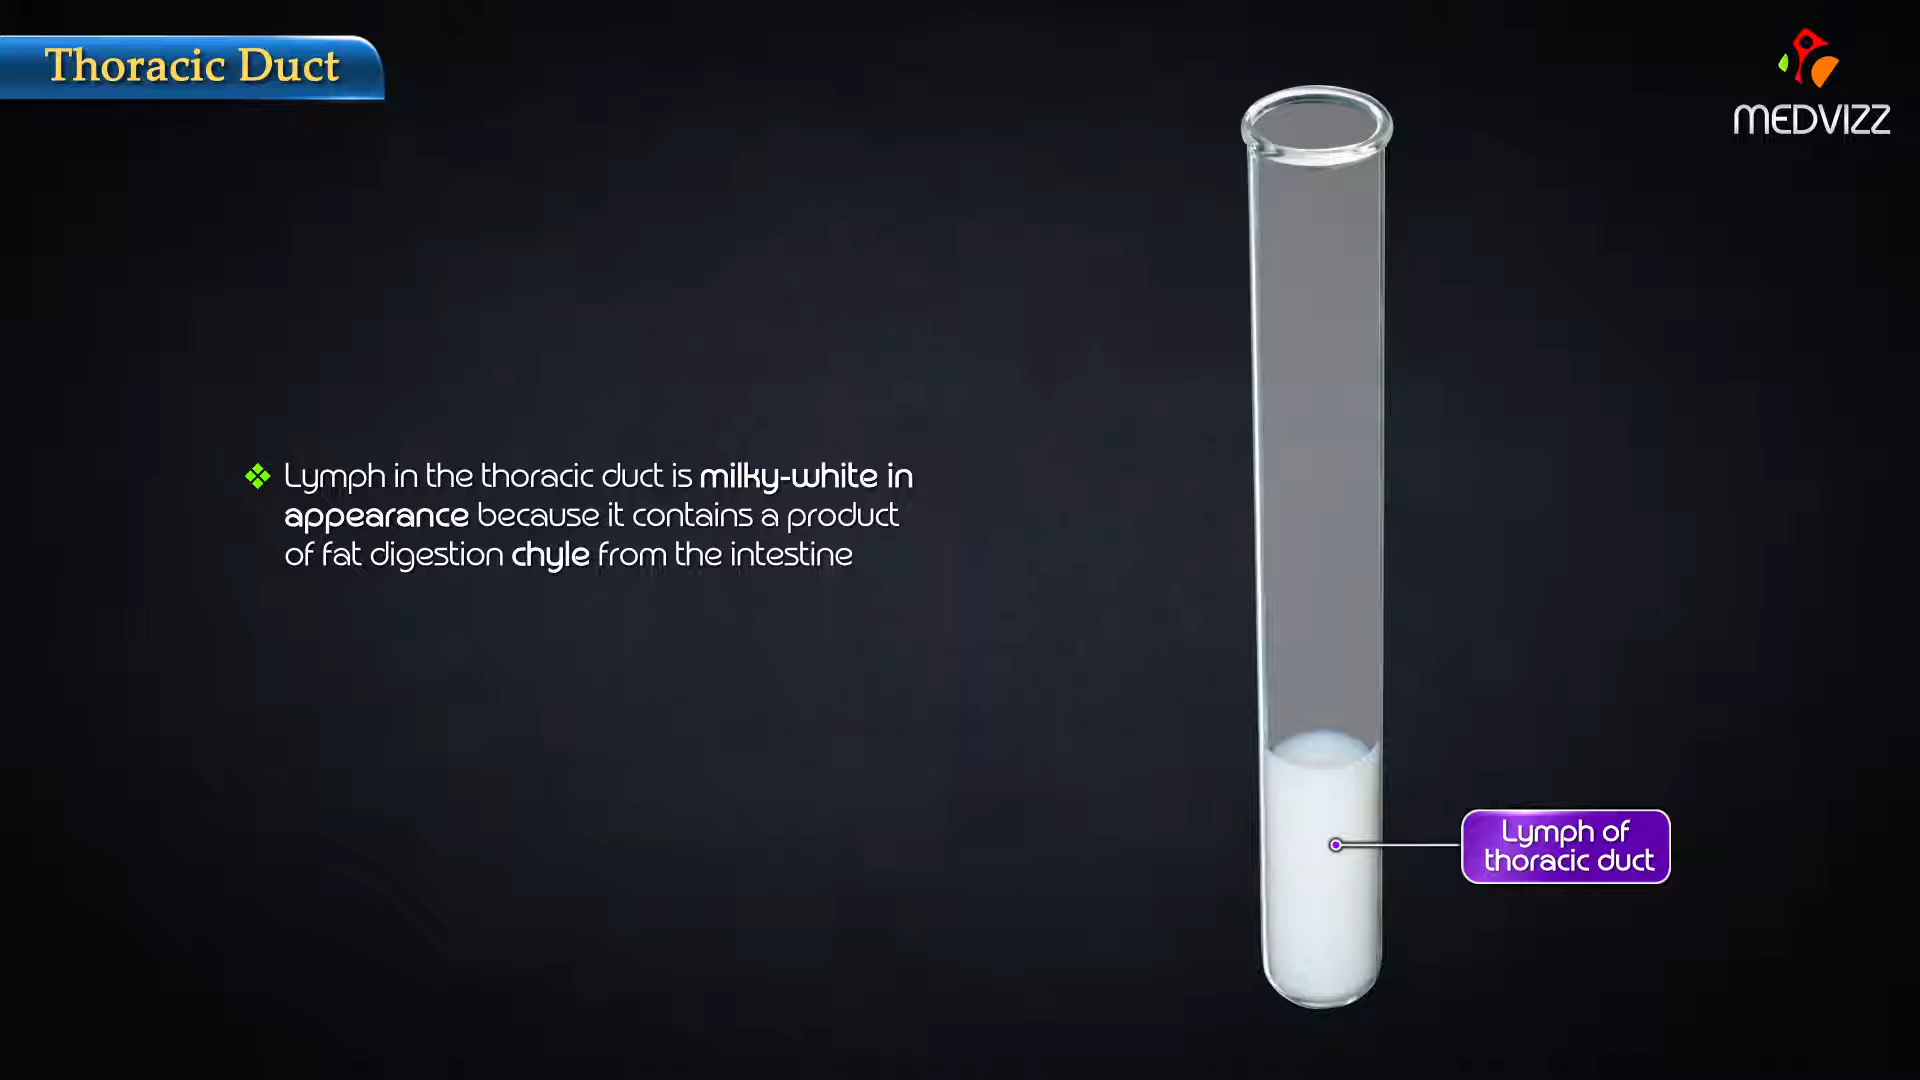 Thoracic Duct
MEDVIZZ
Lymph in the thoracic duct is milky-white in
appearance because it contains a product
of fat digestion chyle from the intestine
Lymph of
thoracic duct